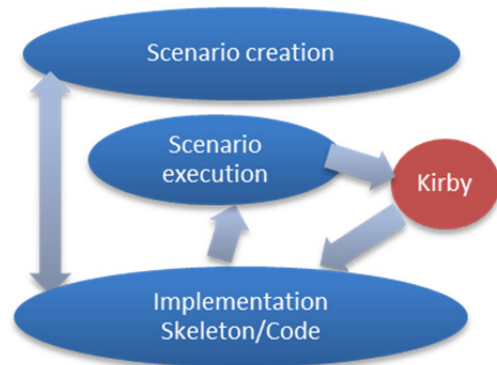 Scenario creation
Scenario
execution
Kirby
Implementation
Skeleton/Code